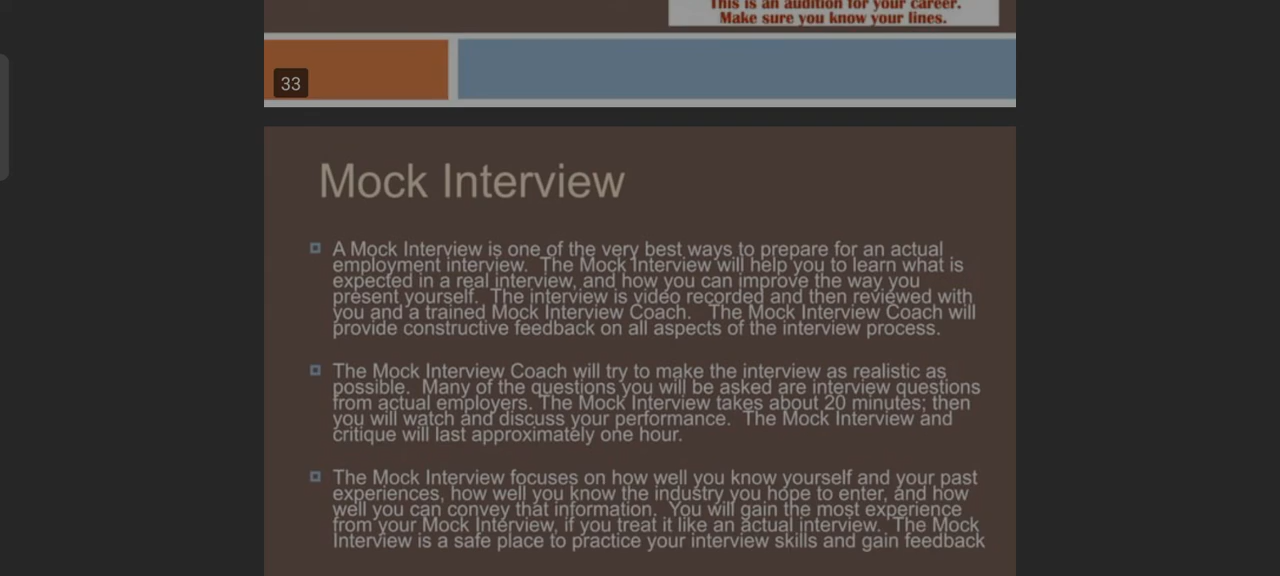 This is an audition for your career.
Make sure you know your lines.
33
Mock Interview
A Mock Interview is one of the very best ways to prepare for an actual
employment interview.  The Mock Interview will help you to learn what is
expected in a real interview, and how you can improve the way you
present yourself.  The interview is video recorded and then reviewed with
you and a trained Mock Interview Coach.   The Mock Interview Coach will
provide constructive feedback on all aspects of the interview process.
The Mock Interview Coach will try to make the interview as realistic as
possible.  Many of the questions you will be asked are interview questions
from actual employers. The Mock Interview takes about 20 minutes; then
you will watch and discuss your performance.  The Mock Interview and
critique will last approximately one hour.
The Mock Interview focuses on how well you know yourself and your past
experiences, how well you know the industry you hope to enter, and how
well you can convey that information.  You will gain the most experience
from your Mock Interview, if you treat it like an actual interview.  The Mock
Interview is a safe place to practice your interview skills and gain feedback